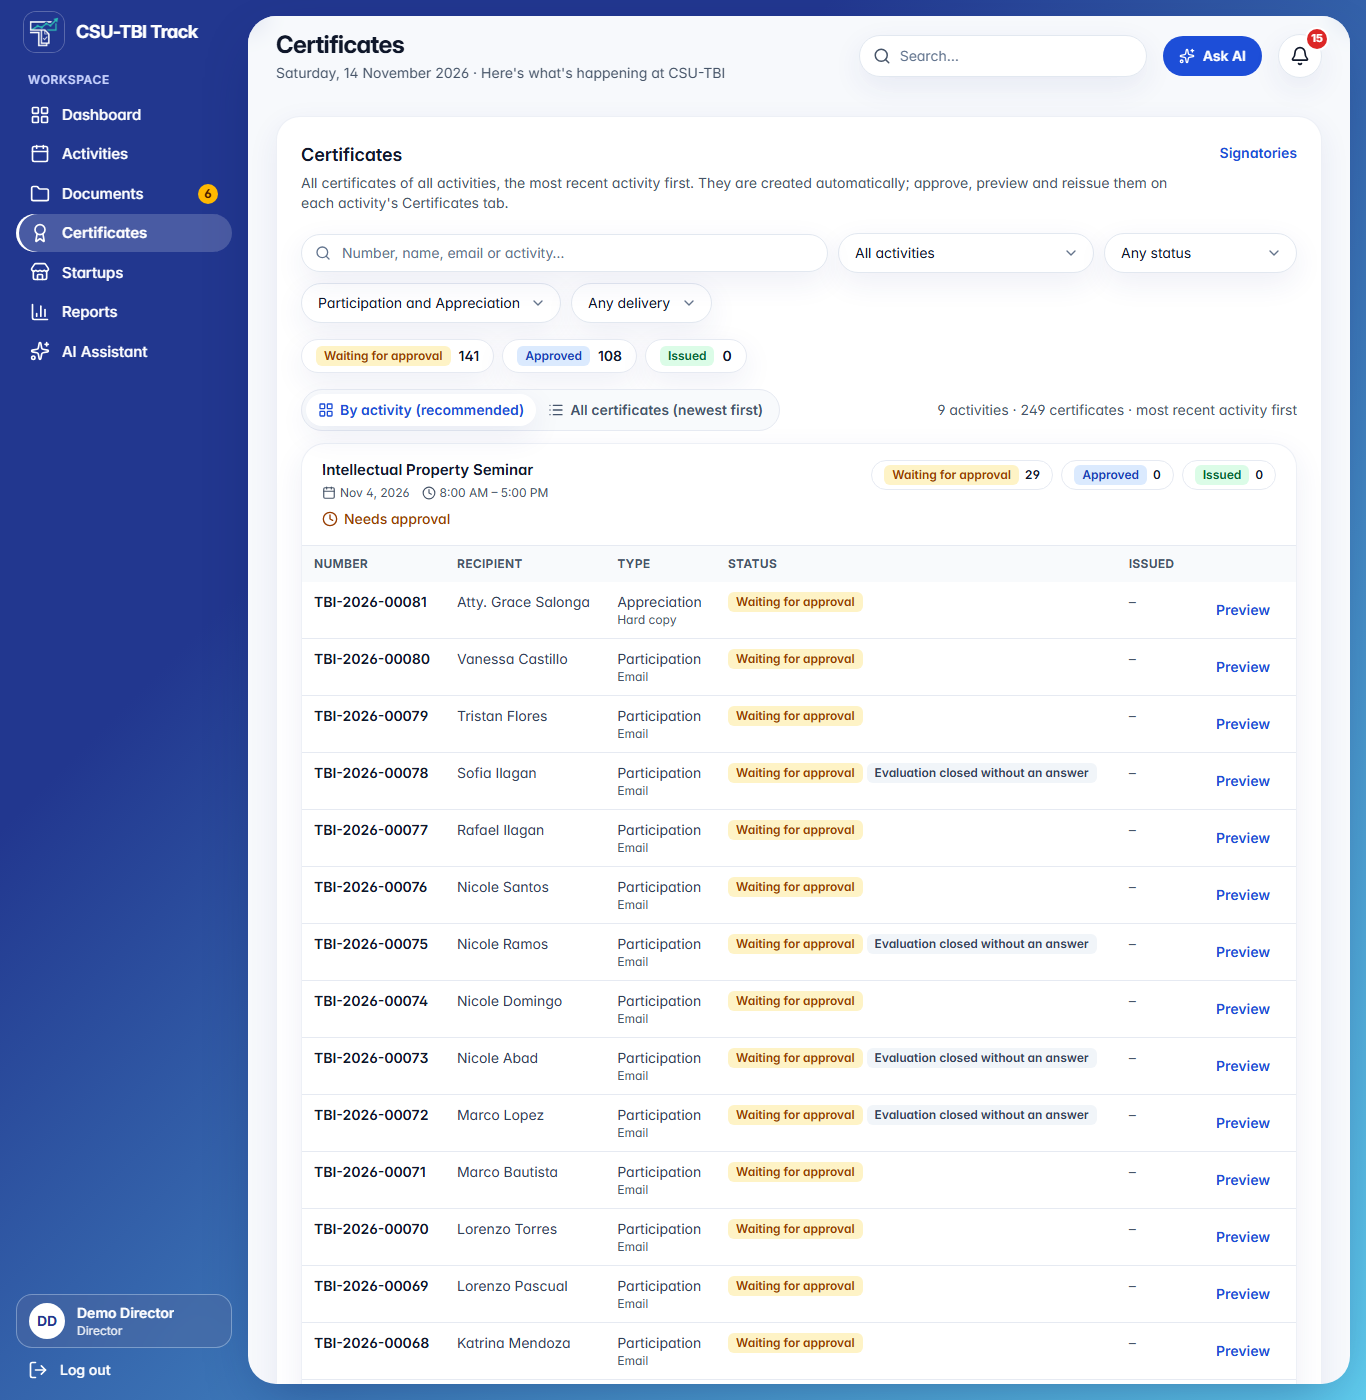 CSU-TBI Track
WORKSPACE
Dashboard
Activities
Documents 6
Certificates
Startups
Reports
AI Assistant
DD
Demo Director
Director
Log out
Certificates
Saturday, 14 November 2026 · Here's what's happening at CSU-TBI
Search...
Ask AI
15
Certificates
Signatories
All certificates of all activities, the most recent activity first. They are created automatically; approve, preview and reissue them on
each activity's Certificates tab.
Number, name, email or activity...
All activities
Any status
Participation and Appreciation
Any delivery
Waiting for approval 141
Approved 108
Issued 0
By activity (recommended)
All certificates (newest first)
9 activities · 249 certificates · most recent activity first
Intellectual Property Seminar
Nov 4, 2026 8:00 AM – 5:00 PM
Needs approval
Waiting for approval 29
Approved 0
Issued 0
NUMBER RECIPIENT TYPE STATUS ISSUED
TBI-2026-00081 Atty. Grace Salonga Appreciation Waiting for approval – Preview
Hard copy
TBI-2026-00080 Vanessa Castillo Participation Waiting for approval – Preview
Email
TBI-2026-00079 Tristan Flores Participation Waiting for approval – Preview
Email
TBI-2026-00078 Sofia Ilagan Participation Waiting for approval Evaluation closed without an answer – Preview
Email
TBI-2026-00077 Rafael Ilagan Participation Waiting for approval – Preview
Email
TBI-2026-00076 Nicole Santos Participation Waiting for approval – Preview
Email
TBI-2026-00075 Nicole Ramos Participation Waiting for approval Evaluation closed without an answer – Preview
Email
TBI-2026-00074 Nicole Domingo Participation Waiting for approval – Preview
Email
TBI-2026-00073 Nicole Abad Participation Waiting for approval Evaluation closed without an answer – Preview
Email
TBI-2026-00072 Marco Lopez Participation Waiting for approval Evaluation closed without an answer – Preview
Email
TBI-2026-00071 Marco Bautista Participation Waiting for approval – Preview
Email
TBI-2026-00070 Lorenzo Torres Participation Waiting for approval – Preview
Email
TBI-2026-00069 Lorenzo Pascual Participation Waiting for approval – Preview
Email
TBI-2026-00068 Katrina Mendoza Participation Waiting for approval – Preview
Email